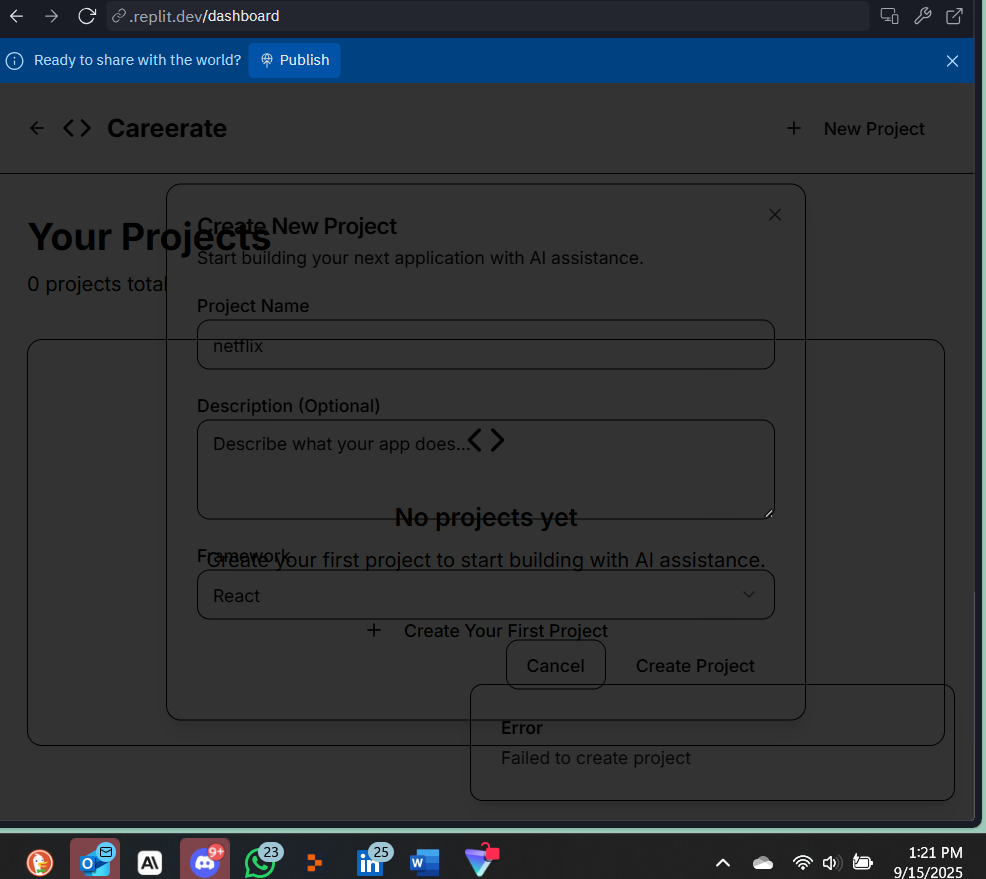 .replit.dev/dashboard
Ready to share with the world?
Publish
Careerate
+ New Project
Your Projects
0 projects total
Create New Project
Start building your next application with AI assistance.
Project Name
netflix
Description (Optional)
Describe what your app does...
No projects yet
Framework
Create your first project to start building with AI assistance.
React
+ Create Your First Project
Cancel
Create Project
Error
Failed to create project
9+
23
25
1:21 PM
9/15/2025